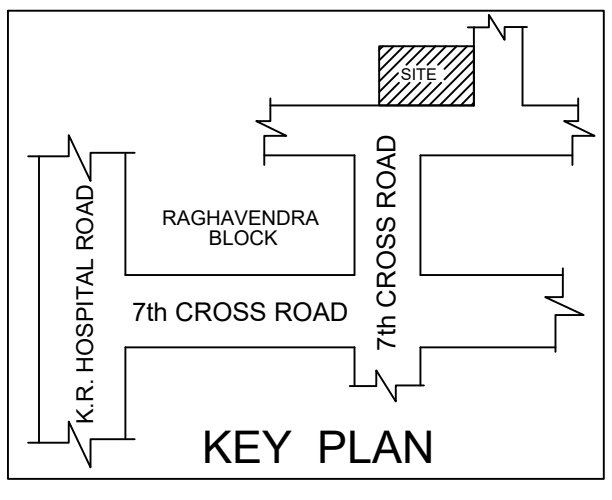 SITE
K.R. HOSPITAL ROAD
RAGHAVENDRA
BLOCK
7th CROSS ROAD
7th CROSS ROAD
KEY PLAN